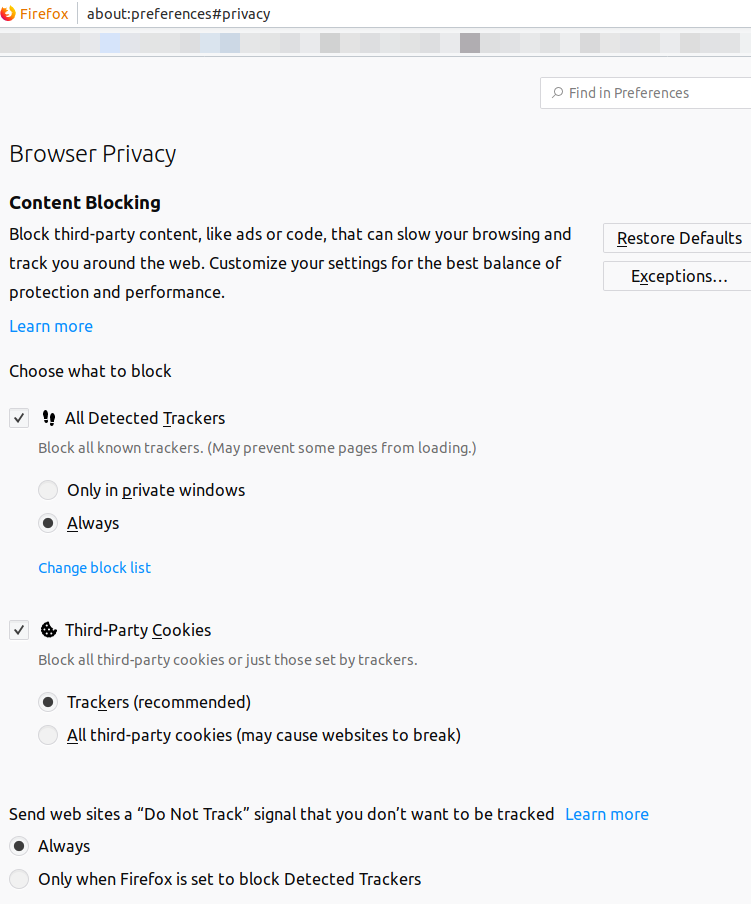 Firefox about:preferences#privacy
Find in Preferences
Browser Privacy
Content Blocking
Block third-party content, like ads or code, that can slow your browsing and
track you around the web. Customize your settings for the best balance of
protection and performance.
Restore Defaults
Exceptions…
Learn more
Choose what to block
All Detected Trackers
Block all known trackers. (May prevent some pages from loading.)
Only in private windows
Always
Change block list
Third-Party Cookies
Block all third-party cookies or just those set by trackers.
Trackers (recommended)
All third-party cookies (may cause websites to break)
Send web sites a “Do Not Track” signal that you don’t want to be tracked Learn more
Always
Only when Firefox is set to block Detected Trackers